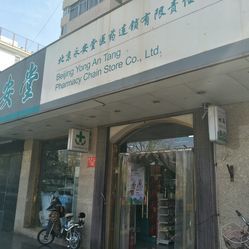 北京永安堂医药连锁有限责任
Beijing Yong An Tang
Pharmacy Chain Store Co., Ltd.
安堂